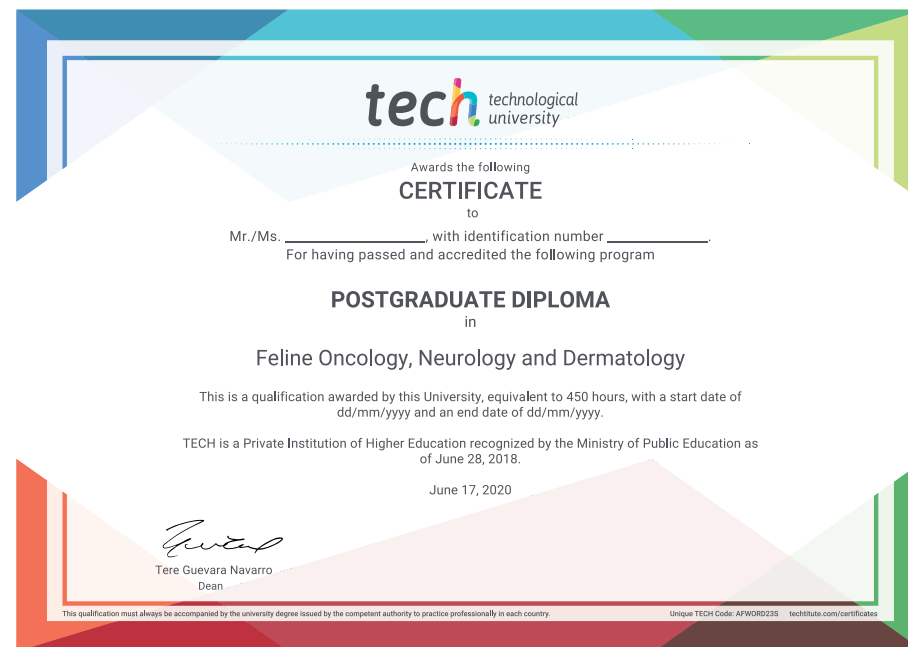 tech technological
university
Awards the following
CERTIFICATE
to
Mr./Ms. ____________________, with identification number ______________.
For having passed and accredited the following program
POSTGRADUATE DIPLOMA
in
Feline Oncology, Neurology and Dermatology
This is a qualification awarded by this University, equivalent to 450 hours, with a start date of
dd/mm/yyyy and an end date of dd/mm/yyyy.
TECH is a Private Institution of Higher Education recognized by the Ministry of Public Education as
of June 28, 2018.
June 17, 2020
Tere Guevara Navarro
Dean
This qualification must always be accompanied by the university degree issued by the competent authority to practice professionally in each country. Unique TECH Code: AFWORD23S techtitute.com/certificates